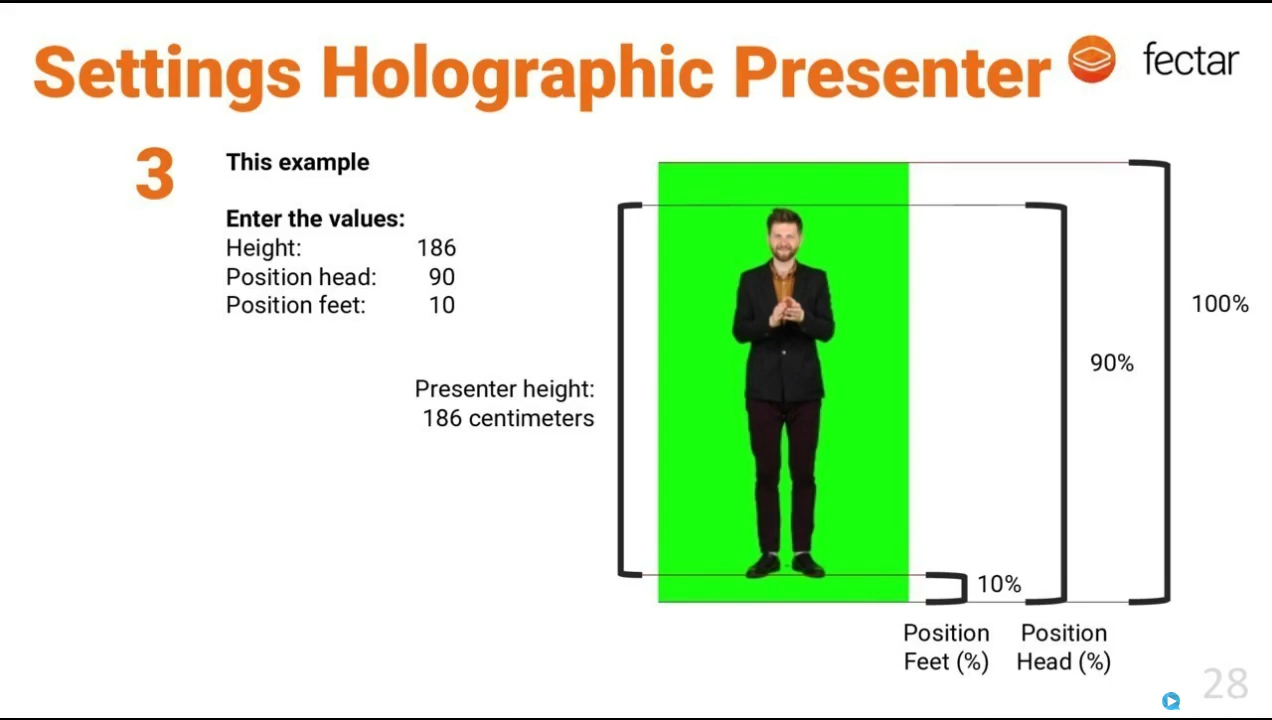 Settings Holographic Presenter
fectar
3
This example
Enter the values:
Height: 186
Position head: 90
Position feet: 10
Presenter height:
186 centimeters
100%
90%
10%
Position Feet (%)
Position Head (%)
28